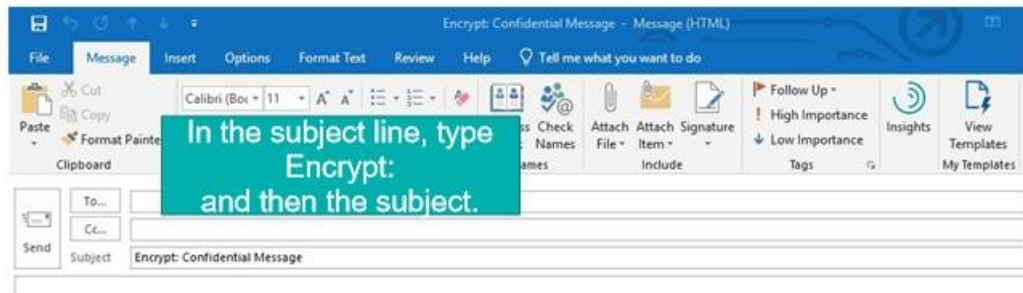 Encrypt: Confidential Message - Message (HTML)
File Message Insert Options Format Text Review Help Tell me what you want to do
Paste
Cut
Copy
Format Painte
Clipboard
Calibri (Boc 11 A A
In the subject line, type
Encrypt:
and then the subject.
Check
Names
ames
Attach
File
Attach
Item
Signature
Include
Follow Up
High Importance
Low Importance
Tags
Insights
View
Templates
My Templates
Send
To...
Cc...
Subject Encrypt: Confidential Message